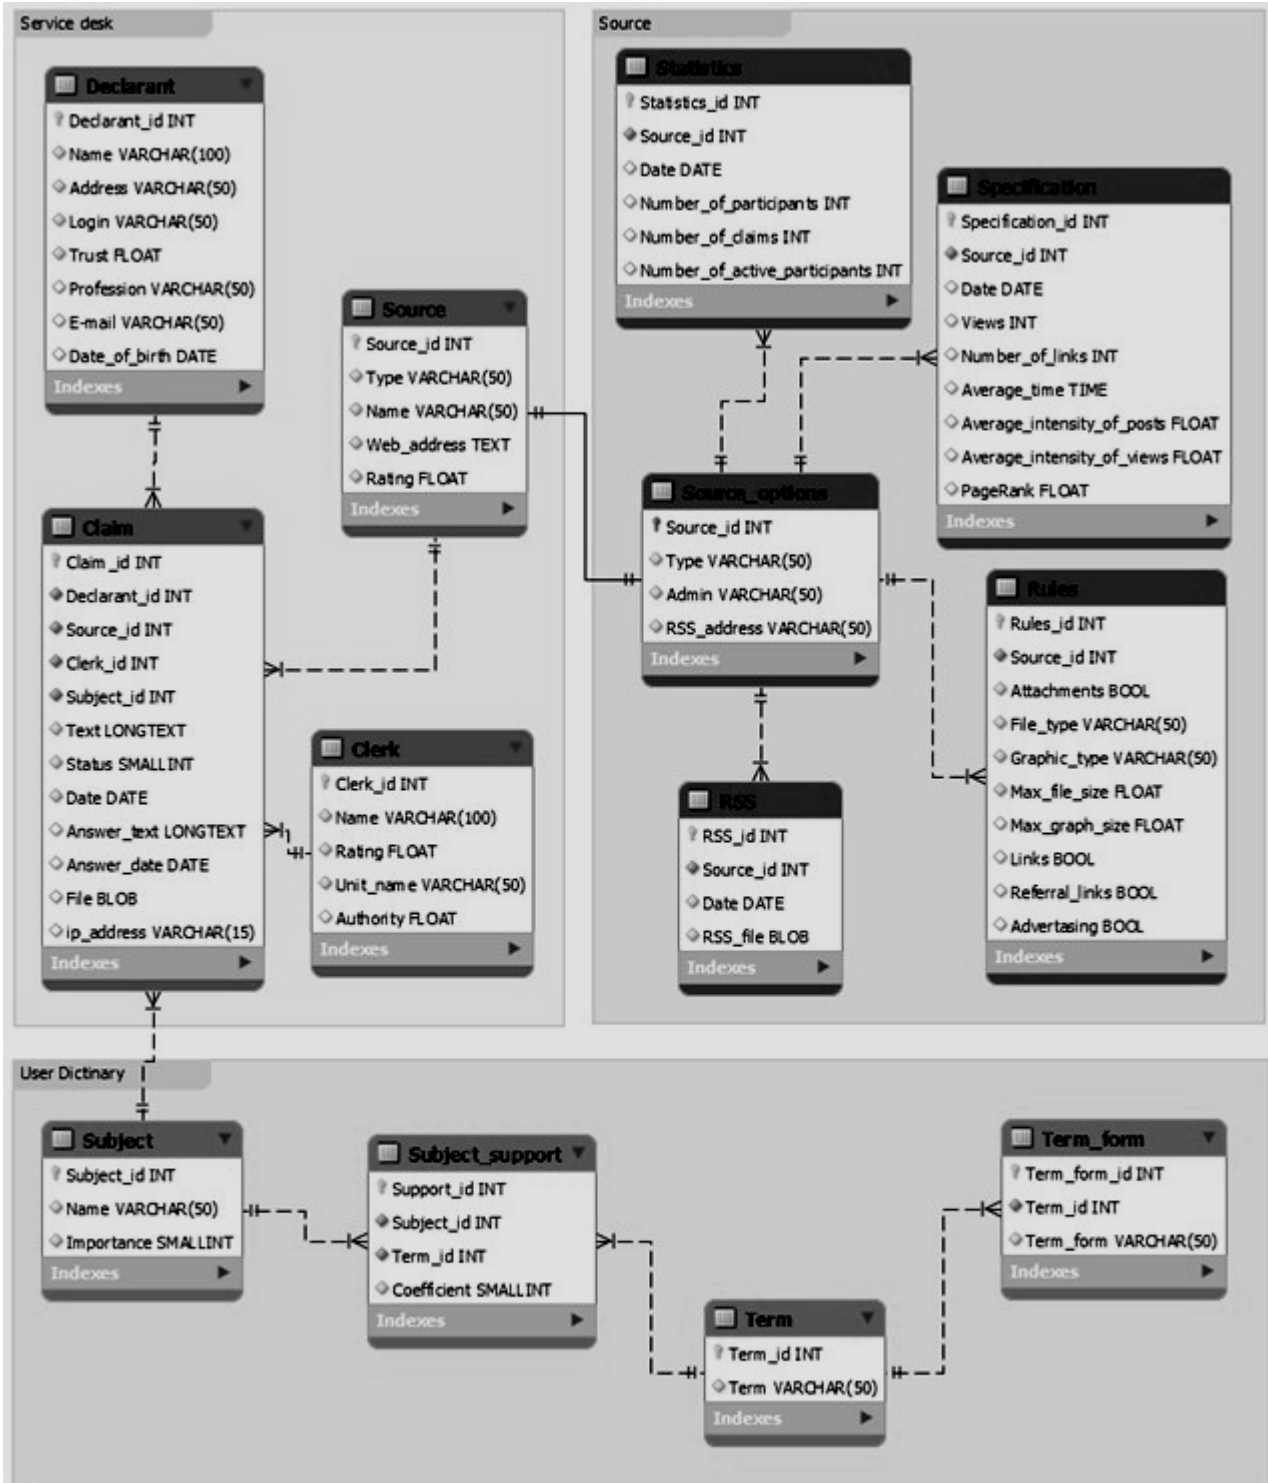 Service desk
Declarant
Declarant_id INT
Name VARCHAR(100)
Address VARCHAR(50)
Login VARCHAR(50)
Trust FLOAT
Profession VARCHAR(50)
E-mail VARCHAR(50)
Date_of_birth DATE
Indexes
Source
Source_id INT
Type VARCHAR(50)
Name VARCHAR(50)
Web_address TEXT
Rating FLOAT
Indexes
Claim
Claim_id INT
Declarant_id INT
Source_id INT
Clerk_id INT
Subject_id INT
Text LONGTEXT
Status SMALLINT
Date DATE
Answer_text LONGTEXT
Answer_date DATE
File BLOB
ip_address VARCHAR(15)
Indexes
Clerk
Clerk_id INT
Name VARCHAR(100)
Rating FLOAT
Unit_name VARCHAR(50)
Authority FLOAT
Indexes
Source
Statistics
Statistics_id INT
Source_id INT
Date DATE
Number_of_participants INT
Number_of_claims INT
Number_of_active_participants INT
Indexes
Specification
Specification_id INT
Source_id INT
Date DATE
Views INT
Number_of_links INT
Average_time TIME
Average_intensity_of_posts FLOAT
Average_intensity_of_views FLOAT
PageRank FLOAT
Indexes
Source_options
Source_id INT
Type VARCHAR(50)
Admin VARCHAR(50)
RSS_address VARCHAR(50)
Indexes
Rules
Rules_id INT
Source_id INT
Attachments BOOL
File_type VARCHAR(50)
Graphic_type VARCHAR(50)
Max_file_size FLOAT
Max_graph_size FLOAT
Links BOOL
Referral_links BOOL
Advertasing BOOL
Indexes
RSS
RSS_id INT
Source_id INT
Date DATE
RSS_file BLOB
Indexes
User Dictinary
Subject
Subject_id INT
Name VARCHAR(50)
Importance SMALLINT
Indexes
Subject_support
Support_id INT
Subject_id INT
Term_id INT
Coefficient SMALLINT
Indexes
Term
Term_id INT
Term VARCHAR(50)
Indexes
Term_form
Term_form_id INT
Term_id INT
Term_form VARCHAR(50)
Indexes